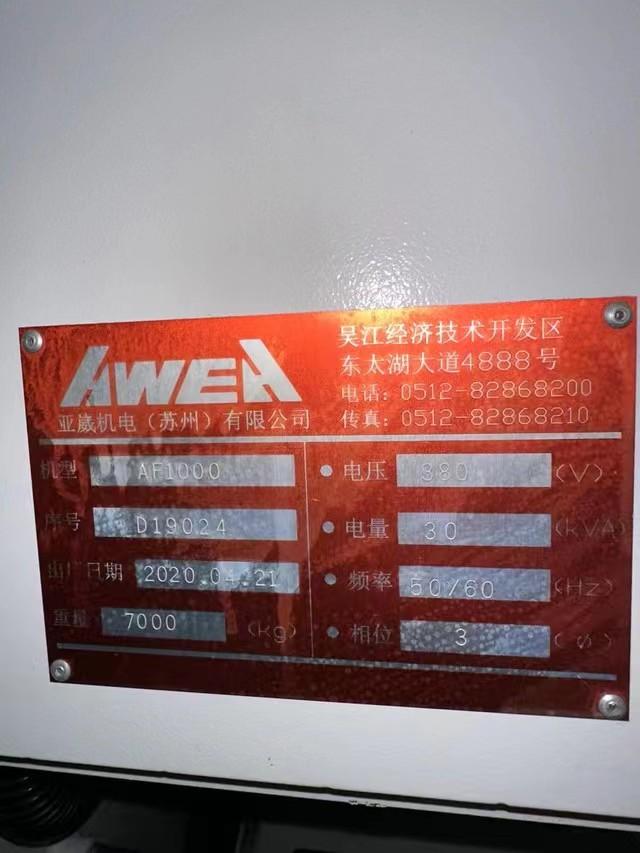 AWEA
亚崴机电（苏州）有限公司
吴江经济技术开发区
东太湖大道4888号
电话：0512-82868200
传真：0512-82868210
机型 AF1000
序号 D19024
出厂日期 2020.04.21
重量 7000 (kg)
电压 380 (V)
电量 30 (kVA)
频率 50/60 (Hz)
相位 3 (ø)